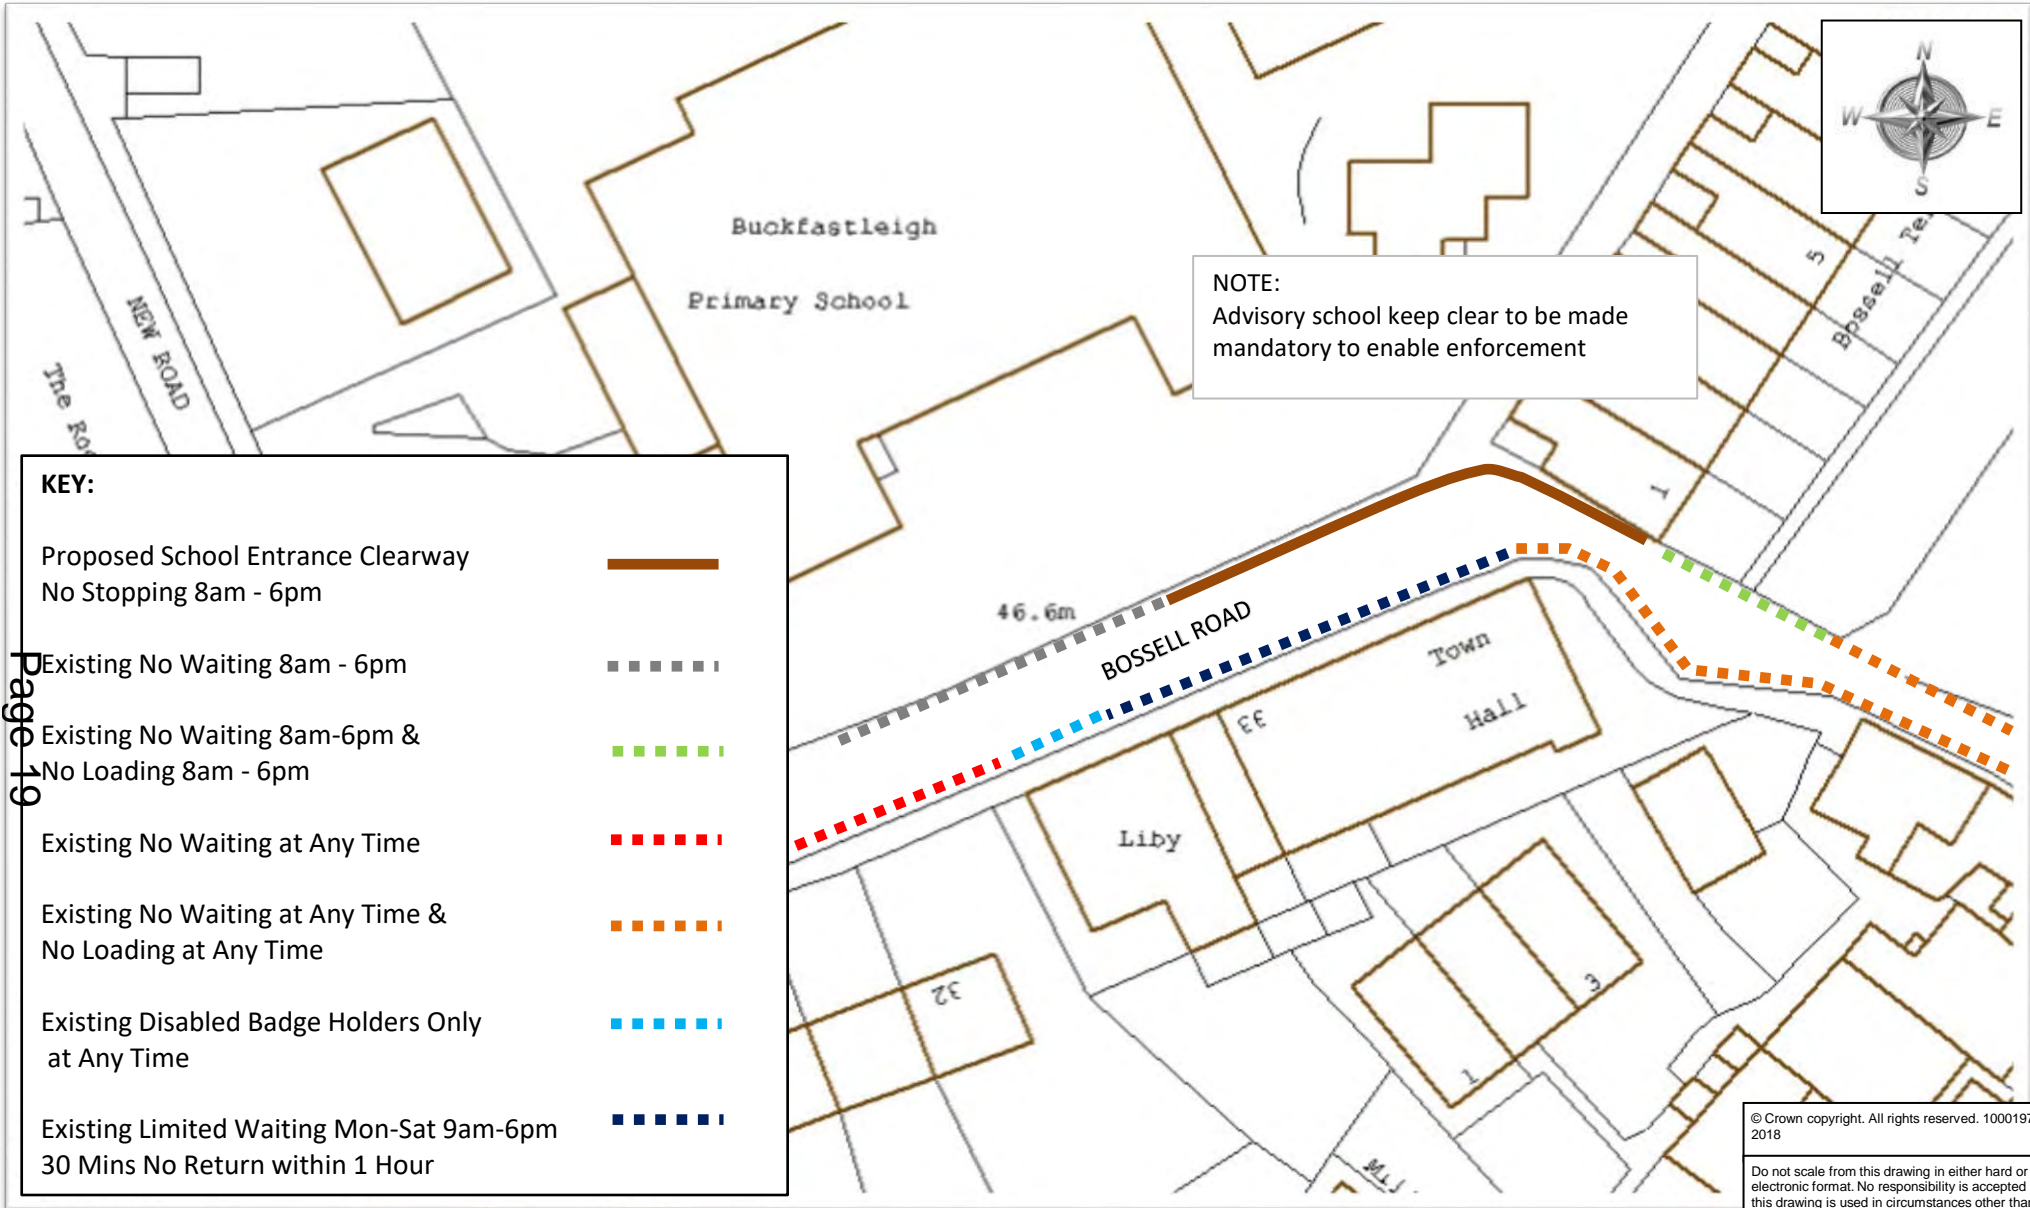 N
W E
S
Buckfastleigh
Primary School
NEW ROAD
NOTE:
Advisory school keep clear to be made
mandatory to enable enforcement
5
Bossell
1
KEY:
Proposed School Entrance Clearway
No Stopping 8am - 6pm
Existing No Waiting 8am - 6pm
Existing No Waiting 8am-6pm &
No Loading 8am - 6pm
Existing No Waiting at Any Time
Existing No Waiting at Any Time &
No Loading at Any Time
Existing Disabled Badge Holders Only
at Any Time
Existing Limited Waiting Mon-Sat 9am-6pm
30 Mins No Return within 1 Hour
Page 19
46.6m
BOSSELL ROAD
Town
Hall
33
Liby
32
3
1
The
© Crown copyright. All rights reserved. 1000197
2018
Do not scale from this drawing in either hard or
electronic format. No responsibility is accepted
this drawing is used in circumstances other than